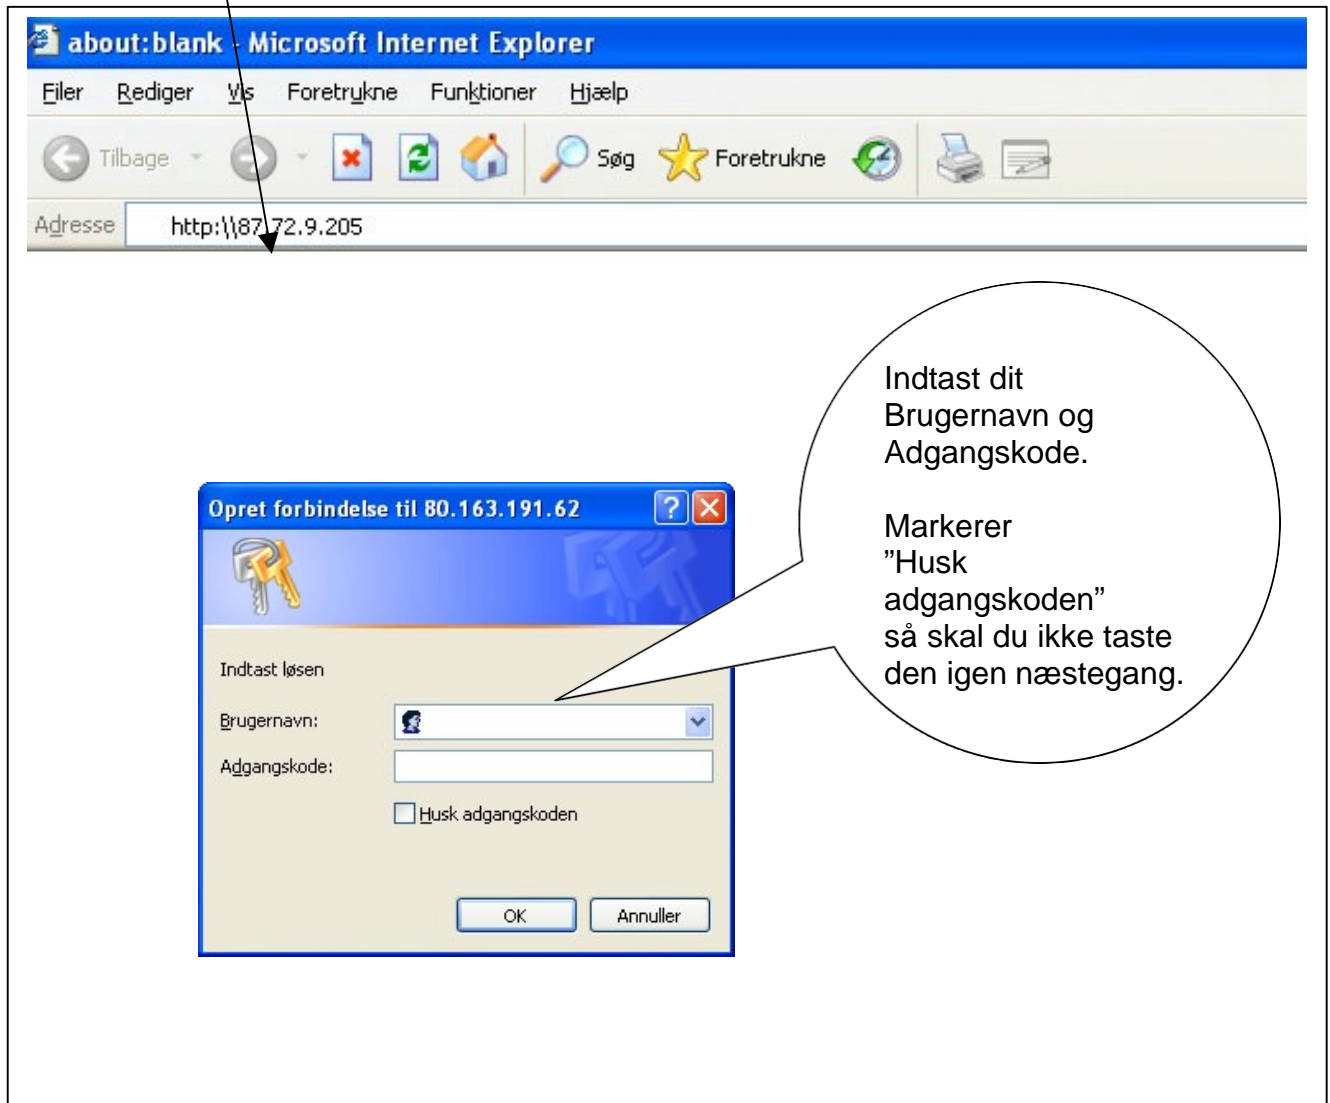 about:blank - Microsoft Internet Explorer
Filer Rediger Vis Foretrukne Funktioner Hjælp
Tilbage Søg Foretrukne
Adresse http:\\87.72.9.205
Indtast dit
Brugernavn og
Adgangskode.
Markerer
”Husk
adgangskoden”
så skal du ikke taste
den igen næstegang.
Opret forbindelse til 80.163.191.62
Indtast løsen
Brugernavn:
Adgangskode:
Husk adgangskoden
OK Annuller